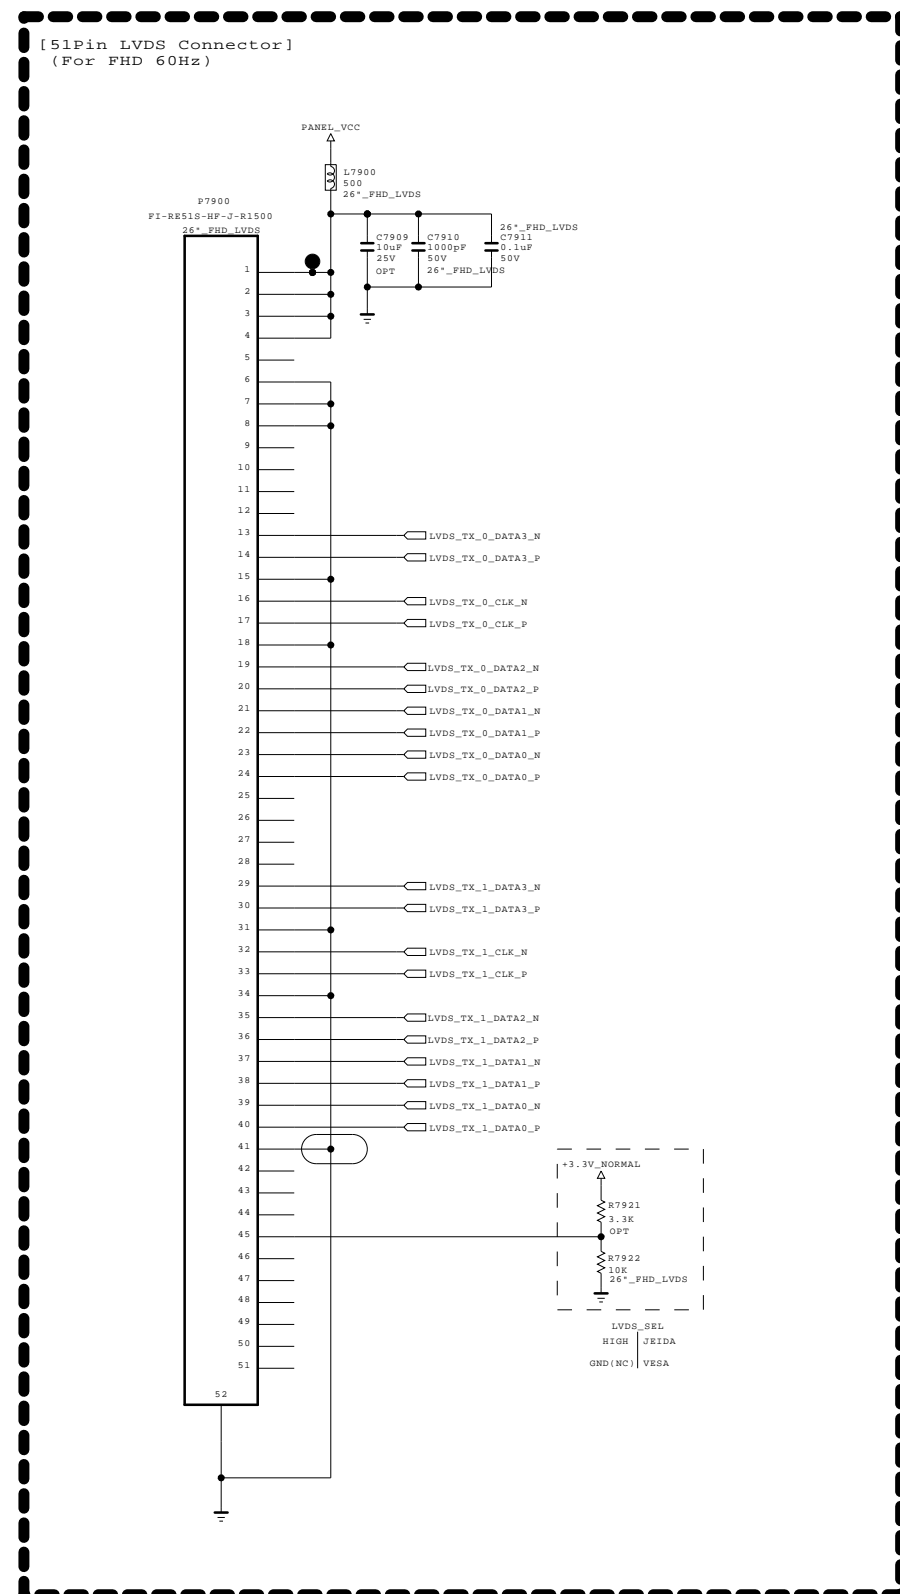 [51Pin LVDS Connector]
(For FHD 60Hz)
PANEL_VCC
L7900
500
26"_FHD_LVDS
P7900
FI-RE51S-HF-J-R1500
26"_FHD_LVDS
C7909
10uF
25V
OPT
C7910
1000pF
50V
26"_FHD_LVDS
26"_FHD_LVDS
C7911
0.1uF
50V
1
2
3
4
5
6
7
8
9
10
11
12
13 LVDS_TX_0_DATA3_N
14 LVDS_TX_0_DATA3_P
15
16 LVDS_TX_0_CLK_N
17 LVDS_TX_0_CLK_P
18
19 LVDS_TX_0_DATA2_N
20 LVDS_TX_0_DATA2_P
21 LVDS_TX_0_DATA1_N
22 LVDS_TX_0_DATA1_P
23 LVDS_TX_0_DATA0_N
24 LVDS_TX_0_DATA0_P
25
26
27
28
29 LVDS_TX_1_DATA3_N
30 LVDS_TX_1_DATA3_P
31
32 LVDS_TX_1_CLK_N
33 LVDS_TX_1_CLK_P
34
35 LVDS_TX_1_DATA2_N
36 LVDS_TX_1_DATA2_P
37 LVDS_TX_1_DATA1_N
38 LVDS_TX_1_DATA1_P
39 LVDS_TX_1_DATA0_N
40 LVDS_TX_1_DATA0_P
41
42
43
44
45
46
47
48
49
50
51
52
+3.3V_NORMAL
R7921
3.3K
OPT
R7922
10K
26"_FHD_LVDS
LVDS_SEL
HIGH JEIDA
GND(NC) VESA